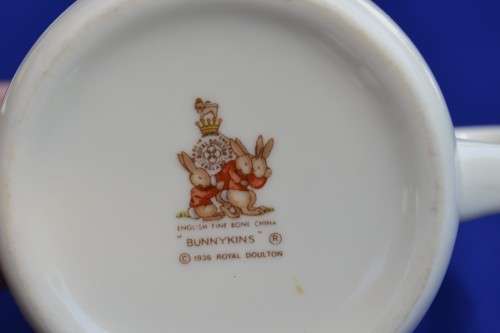 ENGLISH FINE BONE CHINA
"BUNNYKINS" ®
© 1936 ROYAL DOULTON